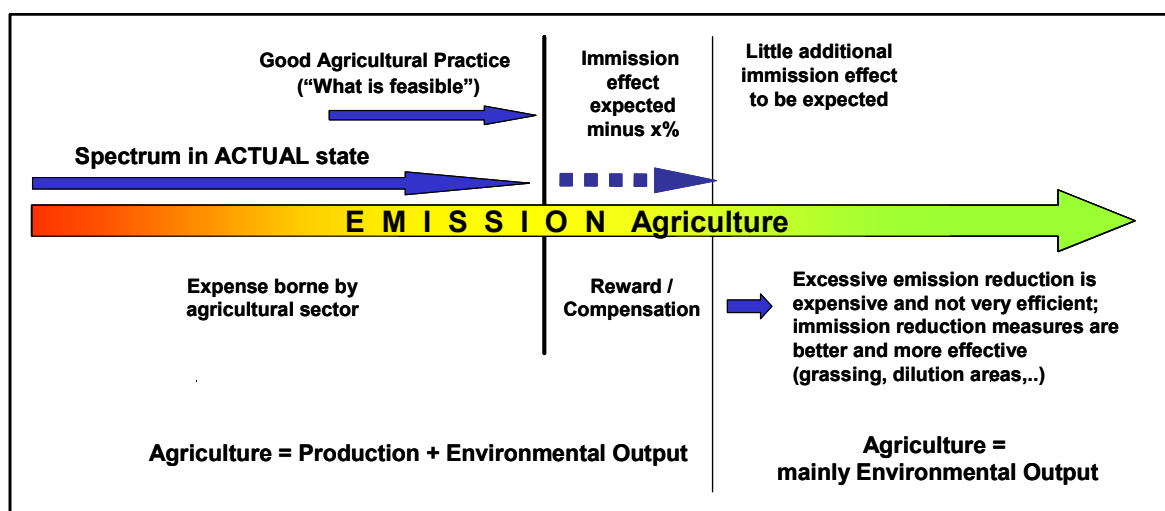 Good Agricultural Practice
(“What is feasible”)
Immission
effect
expected
minus x%
Little additional
immission effect
to be expected
Spectrum in ACTUAL state
E M I S S I O N Agriculture
Expense borne by
agricultural sector
Reward /
Compensation
Excessive emission reduction is
expensive and not very efficient;
immission reduction measures are
better and more effective
(grassing, dilution areas,..)
Agriculture = Production + Environmental Output
Agriculture =
mainly Environmental Output